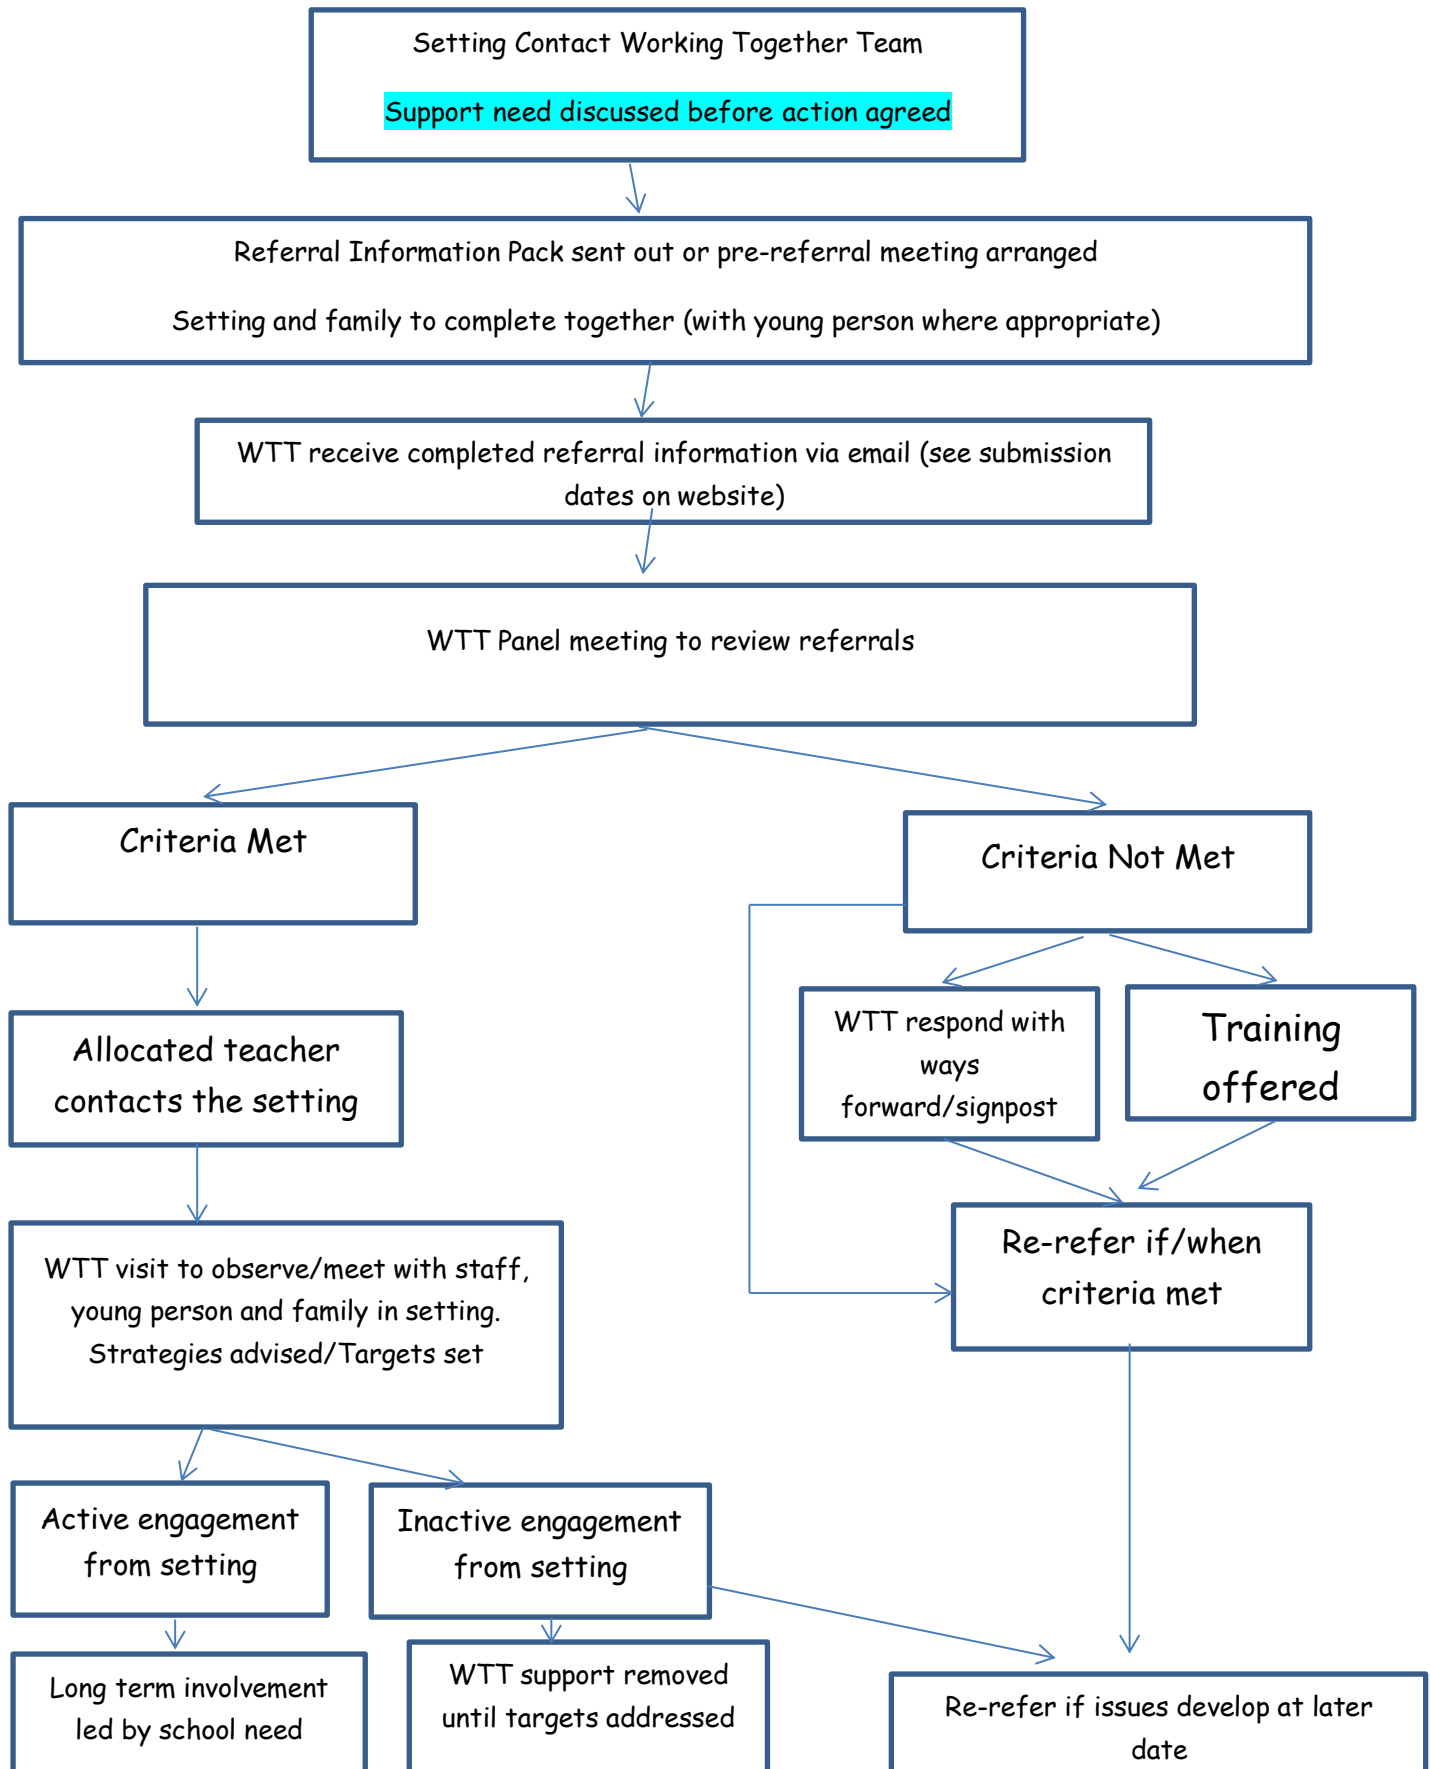 Setting Contact Working Together Team
Support need discussed before action agreed
Referral Information Pack sent out or pre-referral meeting arranged
Setting and family to complete together (with young person where appropriate)
WTT receive completed referral information via email (see submission
dates on website)
WTT Panel meeting to review referrals
Criteria Met
Criteria Not Met
Allocated teacher
contacts the setting
WTT respond with
ways
forward/signpost
Training
offered
WTT visit to observe/meet with staff,
young person and family in setting.
Strategies advised/Targets set
Re-refer if/when
criteria met
Active engagement
from setting
Inactive engagement
from setting
Long term involvement
led by school need
WTT support removed
until targets addressed
Re-refer if issues develop at later
date